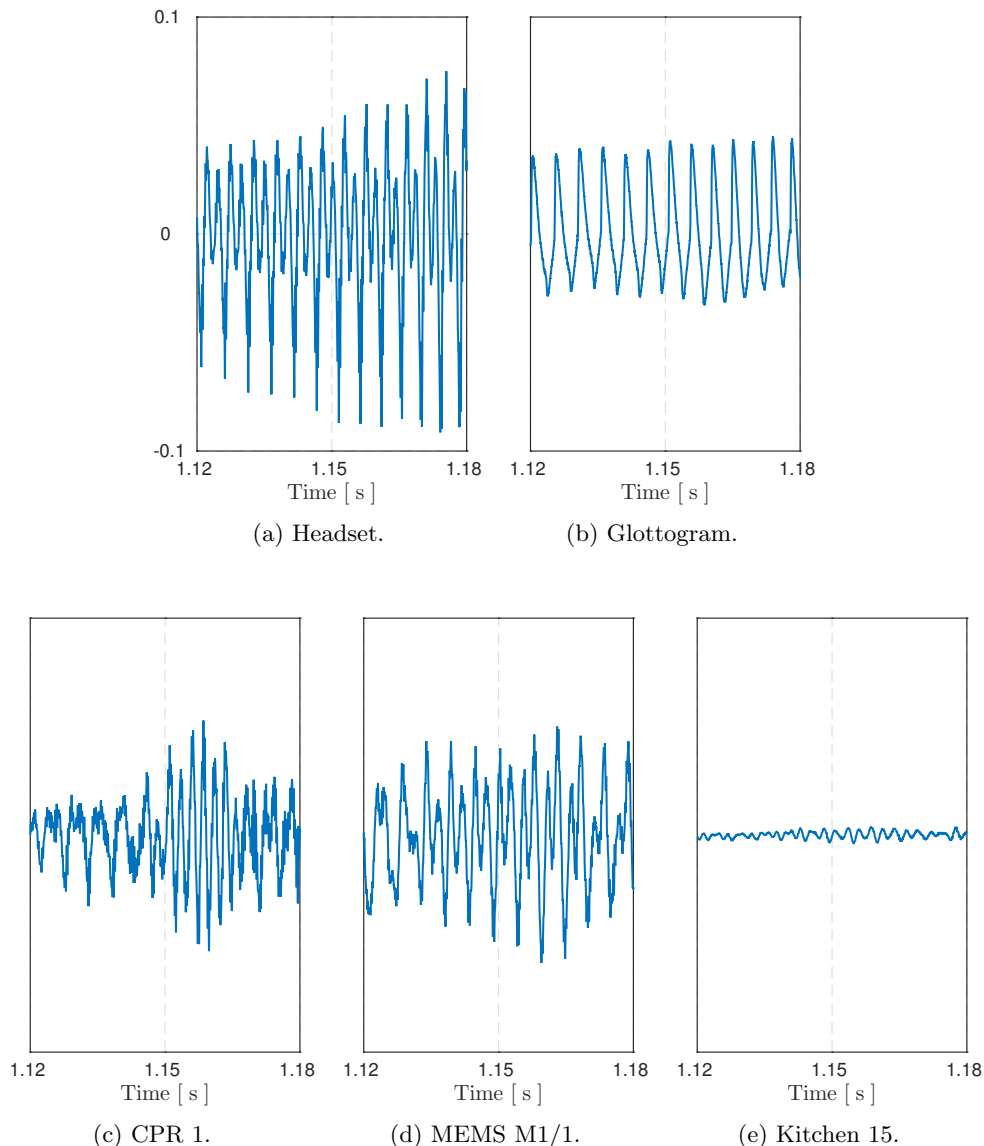 0.1
0
-0.1
1.12 1.15 1.18 1.12 1.15 1.18
Time [ s ] Time [ s ]
(a) Headset. (b) Glottogram.
1.12 1.15 1.18 1.12 1.15 1.18 1.12 1.15 1.18
Time [ s ] Time [ s ] Time [ s ]
(c) CPR 1. (d) MEMS M1/1. (e) Kitchen 15.